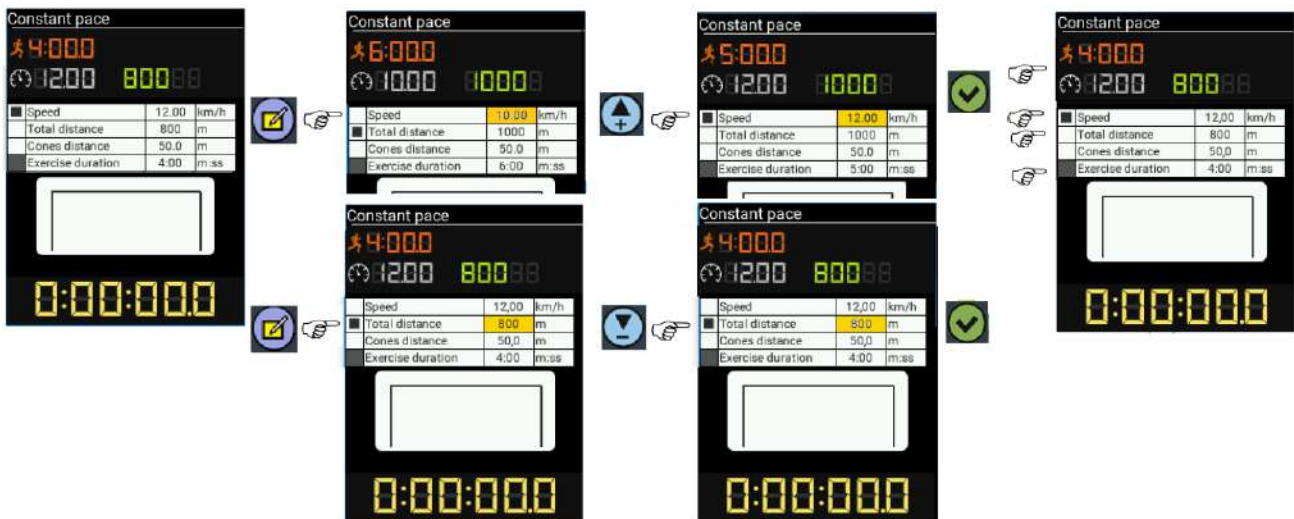 Constant pace
4:00.0
12.00 800
Speed 12.00 km/h
Total distance 800 m
Cones distance 50.0 m
Exercise duration 4:00 m:ss
0:00:00.0
Constant pace
6:00.0
10.00 1000
Speed 10.00 km/h
Total distance 1000 m
Cones distance 50.0 m
Exercise duration 6:00 m:ss
+
Constant pace
5:00.0
12.00 1000
Speed 12.00 km/h
Total distance 1000 m
Cones distance 50.0 m
Exercise duration 5:00 m:ss
Constant pace
4:00.0
12.00 800
Speed 12,00 km/h
Total distance 800 m
Cones distance 50,0 m
Exercise duration 4:00 m:ss
0:00:00.0
Constant pace
4:00.0
12.00 800
Speed 12,00 km/h
Total distance 800 m
Cones distance 50,0 m
Exercise duration 4:00 m:ss
0:00:00.0
−
Constant pace
4:00.0
12.00 800
Speed 12,00 km/h
Total distance 800 m
Cones distance 50,0 m
Exercise duration 4:00 m:ss
0:00:00.0